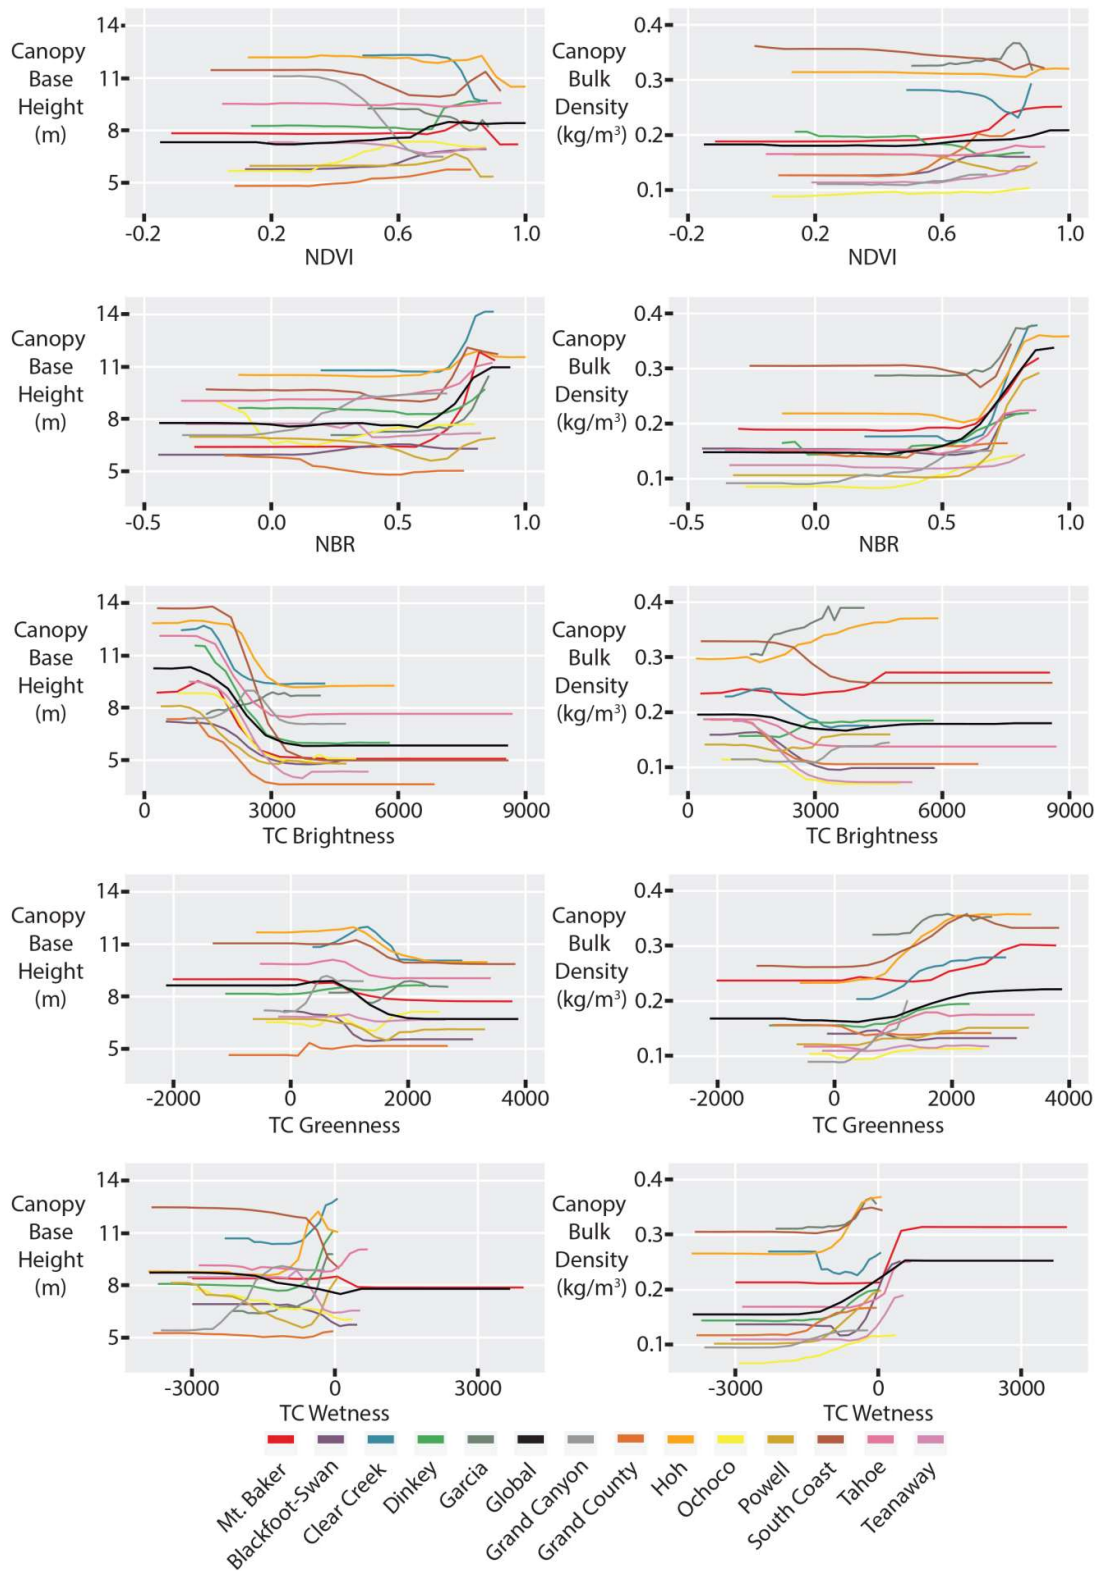 Canopy
Base
Height
(m)
14
11
8
5
-0.2
0.2
0.6
1.0
NDVI
Canopy
Bulk
Density
(kg/m³)
0.4
0.3
0.2
0.1
-0.2
0.2
0.6
1.0
NDVI
Canopy
Base
Height
(m)
14
11
8
5
-0.5
0.0
0.5
1.0
NBR
Canopy
Bulk
Density
(kg/m³)
0.4
0.3
0.2
0.1
-0.5
0.0
0.5
1.0
NBR
Canopy
Base
Height
(m)
14
11
8
5
0
3000
6000
9000
TC Brightness
Canopy
Bulk
Density
(kg/m³)
0.4
0.3
0.2
0.1
0
3000
6000
9000
TC Brightness
Canopy
Base
Height
(m)
14
11
8
5
-2000
0
2000
4000
TC Greenness
Canopy
Bulk
Density
(kg/m³)
0.4
0.3
0.2
0.1
-2000
0
2000
4000
TC Greenness
Canopy
Base
Height
(m)
14
11
8
5
-3000
0
3000
TC Wetness
Canopy
Bulk
Density
(kg/m³)
0.4
0.3
0.2
0.1
-3000
0
3000
TC Wetness
Mt. Baker
Blackfoot-Swan
Clear Creek
Dinkey
Garcia
Global
Grand Canyon
Grand County
Hoh
Ochoco
Powell
South Coast
Tahoe
Teanaway